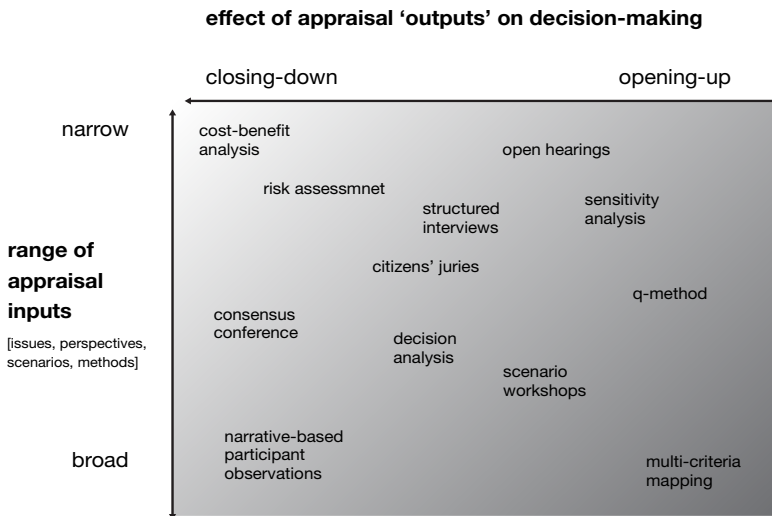 effect of appraisal ‘outputs’ on decision-making
closing-down
opening-up
narrow
cost-benefit
analysis
open hearings
risk assessmnet
structured
interviews
sensitivity
analysis
range of
appraisal
inputs
[issues, perspectives,
scenarios, methods]
citizens’ juries
q-method
consensus
conference
decision
analysis
scenario
workshops
broad
narrative-based
participant
observations
multi-criteria
mapping